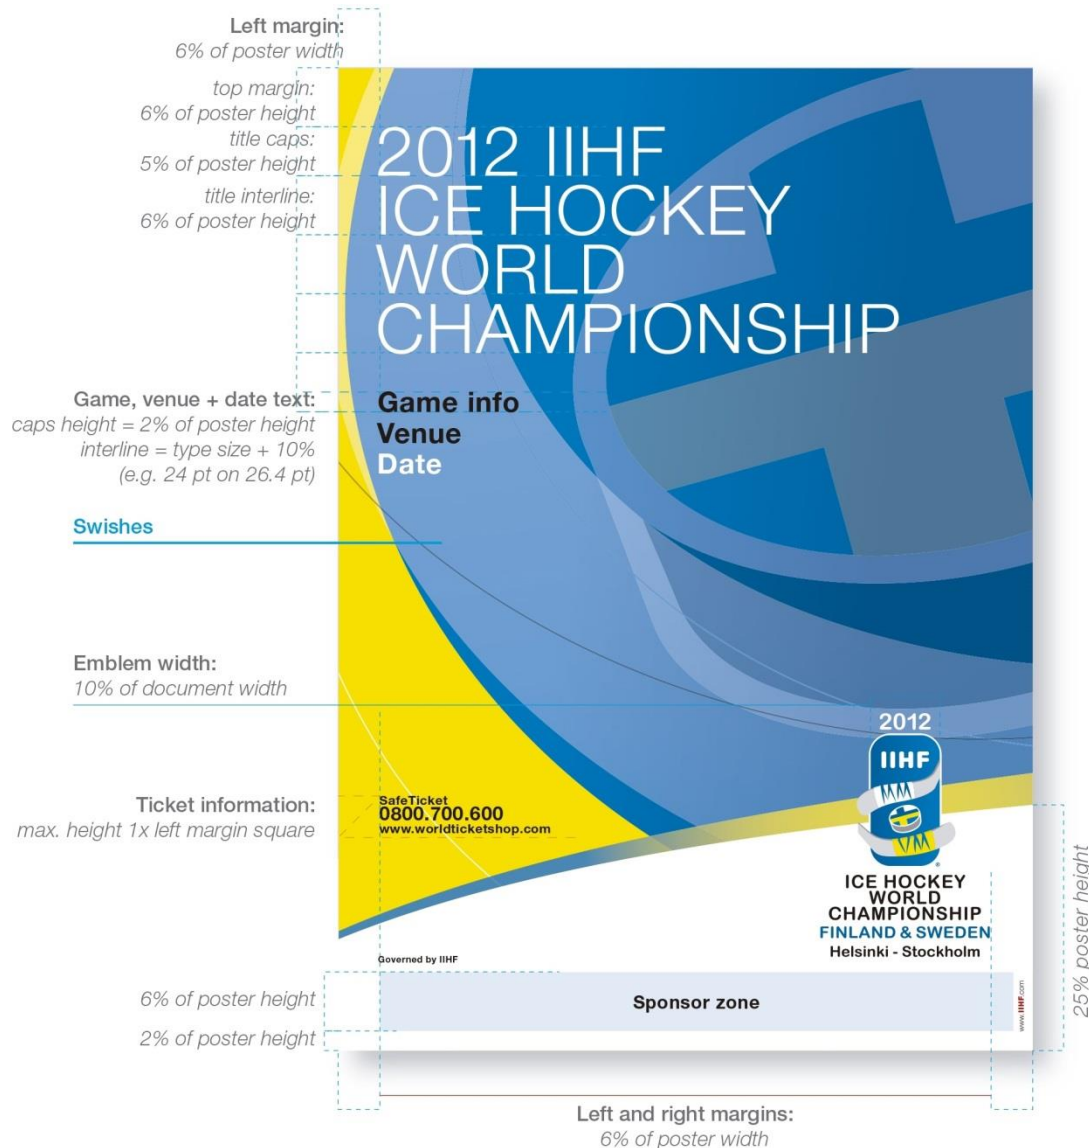 Left margin:
6% of poster width
top margin:
6% of poster height
title caps:
5% of poster height
title interline:
6% of poster height
2012 IIHF
ICE HOCKEY
WORLD
CHAMPIONSHIP
Game, venue + date text:
caps height = 2% of poster height
interline = type size + 10%
(e.g. 24 pt on 26.4 pt)
Game info
Venue
Date
Swishes
Emblem width:
10% of document width
Ticket information:
max. height 1x left margin square
SafeTicket
0800.700.600
www.worldticketshop.com
2012
IIHF
®
ICE HOCKEY
WORLD
CHAMPIONSHIP
FINLAND & SWEDEN
Helsinki - Stockholm
25% poster height
Governed by IIHF
6% of poster height
2% of poster height
Sponsor zone
www.IIHF.com
Left and right margins:
6% of poster width